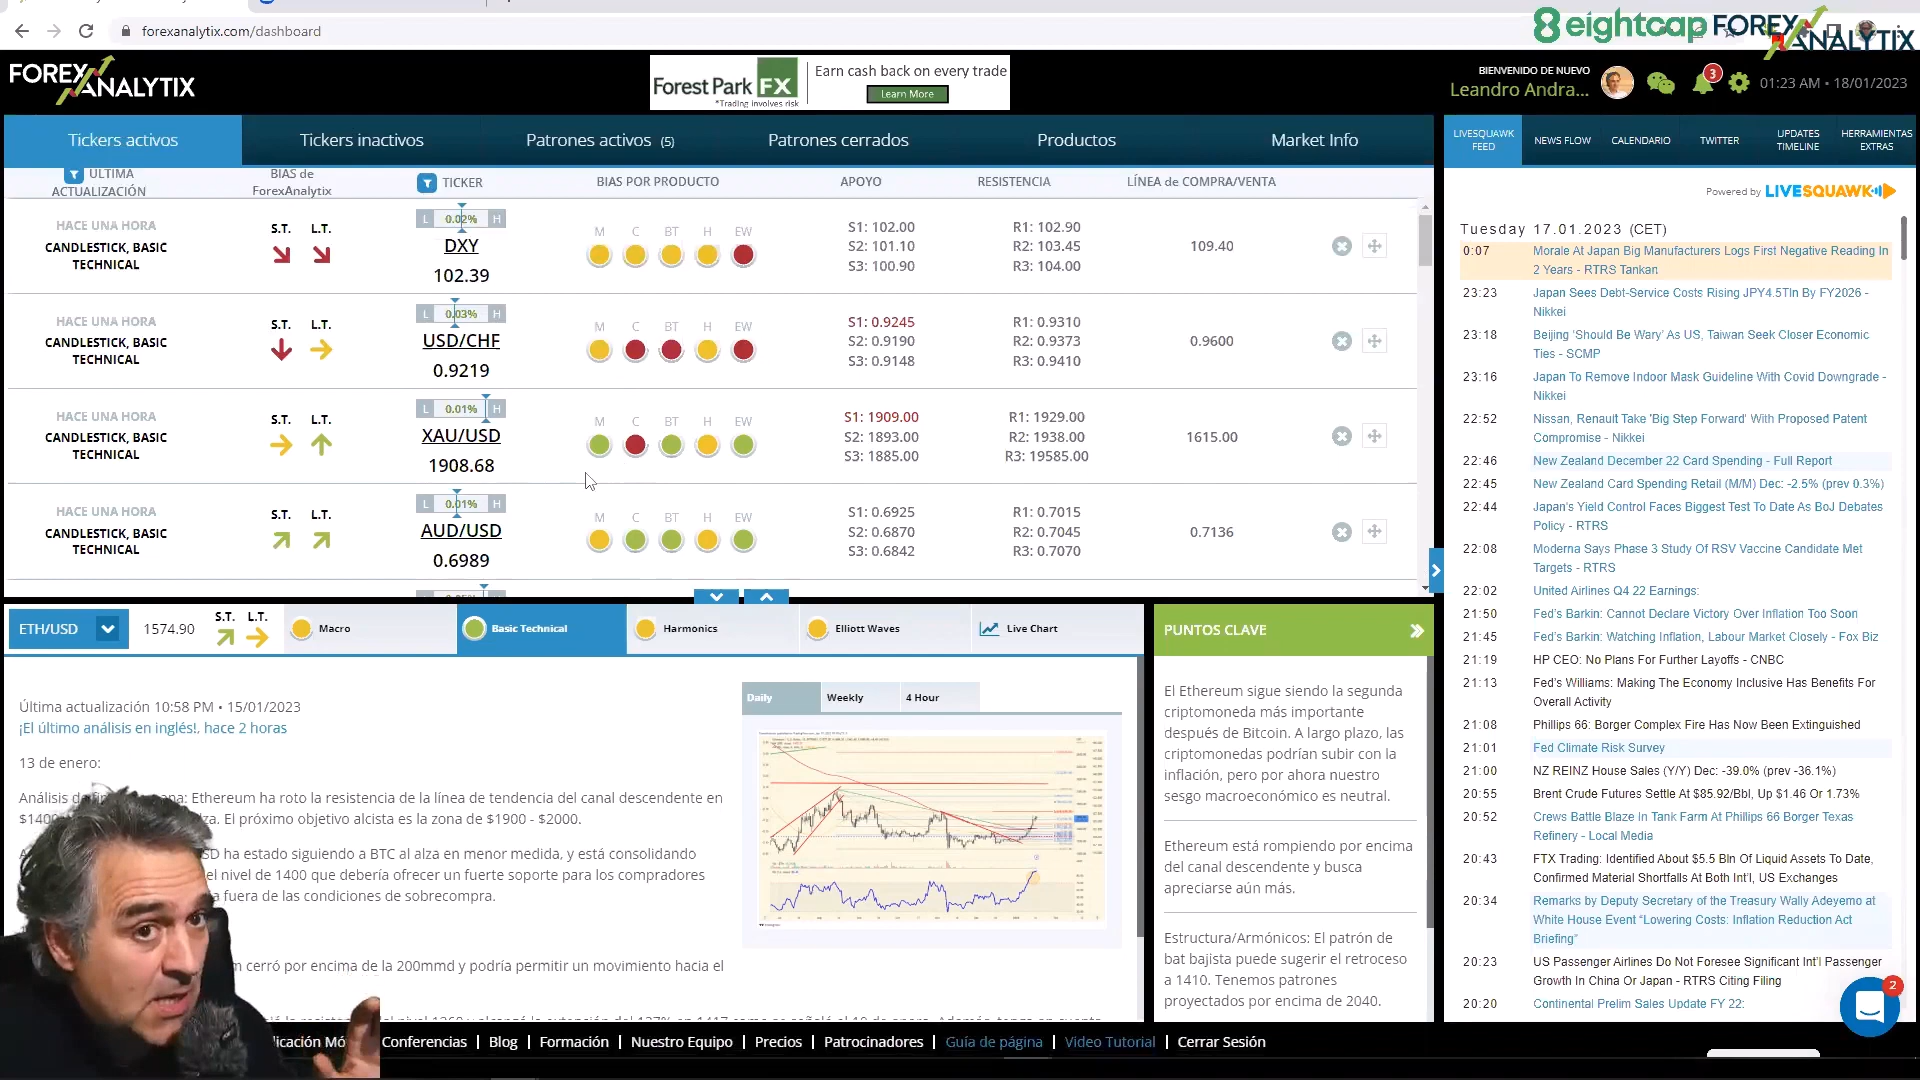 forexanalytix.com/dashboard
8eightcap FOREX ANALYTIX
FOREX ANALYTIX
Forest Park FX
*Trading involves risk
Earn cash back on every trade
Learn More
BIENVENIDO DE NUEVO
Leandro Andra...
3
01:23 AM • 18/01/2023
Tickers activos
Tickers inactivos
Patrones activos (5)
Patrones cerrados
Productos
Market Info
ÚLTIMA ACTUALIZACIÓN
BIAS de ForexAnalytix
TICKER
BIAS POR PRODUCTO
APOYO
RESISTENCIA
LÍNEA de COMPRA/VENTA
HACE UNA HORA
CANDLESTICK, BASIC
TECHNICAL
S.T. L.T.
L 0.02% H
DXY
102.39
M C BT H EW
S1: 102.00
S2: 101.10
S3: 100.90
R1: 102.90
R2: 103.45
R3: 104.00
109.40
HACE UNA HORA
CANDLESTICK, BASIC
TECHNICAL
S.T. L.T.
L 0.03% H
USD/CHF
0.9219
M C BT H EW
S1: 0.9245
S2: 0.9190
S3: 0.9148
R1: 0.9310
R2: 0.9373
R3: 0.9410
0.9600
HACE UNA HORA
CANDLESTICK, BASIC
TECHNICAL
S.T. L.T.
L 0.01% H
XAU/USD
1908.68
M C BT H EW
S1: 1909.00
S2: 1893.00
S3: 1885.00
R1: 1929.00
R2: 1938.00
R3: 19585.00
1615.00
HACE UNA HORA
CANDLESTICK, BASIC
TECHNICAL
S.T. L.T.
L 0.01% H
AUD/USD
0.6989
M C BT H EW
S1: 0.6925
S2: 0.6870
S3: 0.6842
R1: 0.7015
R2: 0.7045
R3: 0.7070
0.7136
ETH/USD
1574.90
S.T. L.T.
Macro
Basic Technical
Harmonics
Elliott Waves
Live Chart
Última actualización 10:58 PM • 15/01/2023
¡El último análisis en inglés!, hace 2 horas
13 de enero:
Análisis de fin ana: Ethereum ha roto la resistencia de la línea de tendencia del canal descendente en
$1400 lza. El próximo objetivo alcista es la zona de $1900 - $2000.
SD ha estado siguiendo a BTC al alza en menor medida, y está consolidando
el nivel de 1400 que debería ofrecer un fuerte soporte para los compradores
a fuera de las condiciones de sobrecompra.
m cerró por encima de la 200mmd y podría permitir un movimiento hacia el
Daily
Weekly
4 Hour
PUNTOS CLAVE
El Ethereum sigue siendo la segunda
criptomoneda más importante
después de Bitcoin. A largo plazo, las
criptomonedas podrían subir con la
inflación, pero por ahora nuestro
sesgo macroeconómico es neutral.
Ethereum está rompiendo por encima
del canal descendente y busca
apreciarse aún más.
Estructura/Armónicos: El patrón de
bat bajista puede sugerir el retroceso
a 1410. Tenemos patrones
proyectados por encima de 2040.
LIVESQUAWK
FEED
NEWS FLOW
CALENDARIO
TWITTER
UPDATES
TIMELINE
HERRAMIENTAS
EXTRAS
Powered by LIVESQUAWK
Tuesday 17.01.2023 (CET)
0:07 Morale At Japan Big Manufacturers Logs First Negative Reading In
2 Years - RTRS Tankan
23:23 Japan Sees Debt-Service Costs Rising JPY4.5Tln By FY2026 -
Nikkei
23:18 Beijing 'Should Be Wary' As US, Taiwan Seek Closer Economic
Ties - SCMP
23:16 Japan To Remove Indoor Mask Guideline With Covid Downgrade -
Nikkei
22:52 Nissan, Renault Take 'Big Step Forward' With Proposed Patent
Compromise - Nikkei
22:46 New Zealand December 22 Card Spending - Full Report
22:45 New Zealand Card Spending Retail (M/M) Dec: -2.5% (prev 0.3%)
22:44 Japan's Yield Control Faces Biggest Test To Date As BoJ Debates
Policy - RTRS
22:08 Moderna Says Phase 3 Study Of RSV Vaccine Candidate Met
Targets - RTRS
22:02 United Airlines Q4 22 Earnings:
21:50 Fed's Barkin: Cannot Declare Victory Over Inflation Too Soon
21:45 Fed's Barkin: Watching Inflation, Labour Market Closely - Fox Biz
21:19 HP CEO: No Plans For Further Layoffs - CNBC
21:13 Fed's Williams: Making The Economy Inclusive Has Benefits For
Overall Activity
21:08 Phillips 66: Borger Complex Fire Has Now Been Extinguished
21:01 Fed Climate Risk Survey
21:00 NZ REINZ House Sales (Y/Y) Dec: -39.0% (prev -36.1%)
20:55 Brent Crude Futures Settle At $85.92/Bbl, Up $1.46 Or 1.73%
20:52 Crews Battle Blaze In Tank Farm At Phillips 66 Borger Texas
Refinery - Local Media
20:43 FTX Trading: Identified About $5.5 Bln Of Liquid Assets To Date,
Confirmed Material Shortfalls At Both Int'l, US Exchanges
20:34 Remarks by Deputy Secretary of the Treasury Wally Adeyemo at
White House Event "Lowering Costs: Inflation Reduction Act
Briefing"
20:23 US Passenger Airlines Do Not Foresee Significant Int'l Passenger
Growth In China Or Japan - RTRS Citing Filing
20:20 Continental Prelim Sales Update FY 22:
2
licación Mó
Conferencias | Blog | Formación | Nuestro Equipo | Precios | Patrocinadores | Guía de página | Video Tutorial | Cerrar Sesión